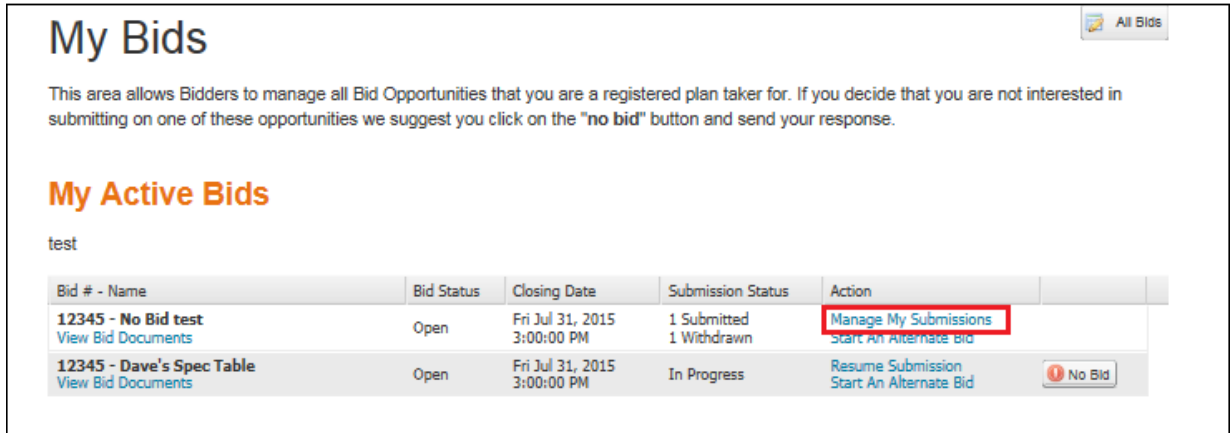 My Bids
All Bids
This area allows Bidders to manage all Bid Opportunities that you are a registered plan taker for. If you decide that you are not interested in
submitting on one of these opportunities we suggest you click on the "no bid" button and send your response.
My Active Bids
test
Bid # - Name Bid Status Closing Date Submission Status Action
12345 - No Bid test
View Bid Documents
Open
Fri Jul 31, 2015
3:00:00 PM
1 Submitted
1 Withdrawn
Manage My Submissions
Start An Alternate Bid
12345 - Dave's Spec Table
View Bid Documents
Open
Fri Jul 31, 2015
3:00:00 PM
In Progress
Resume Submission
Start An Alternate Bid
No Bid